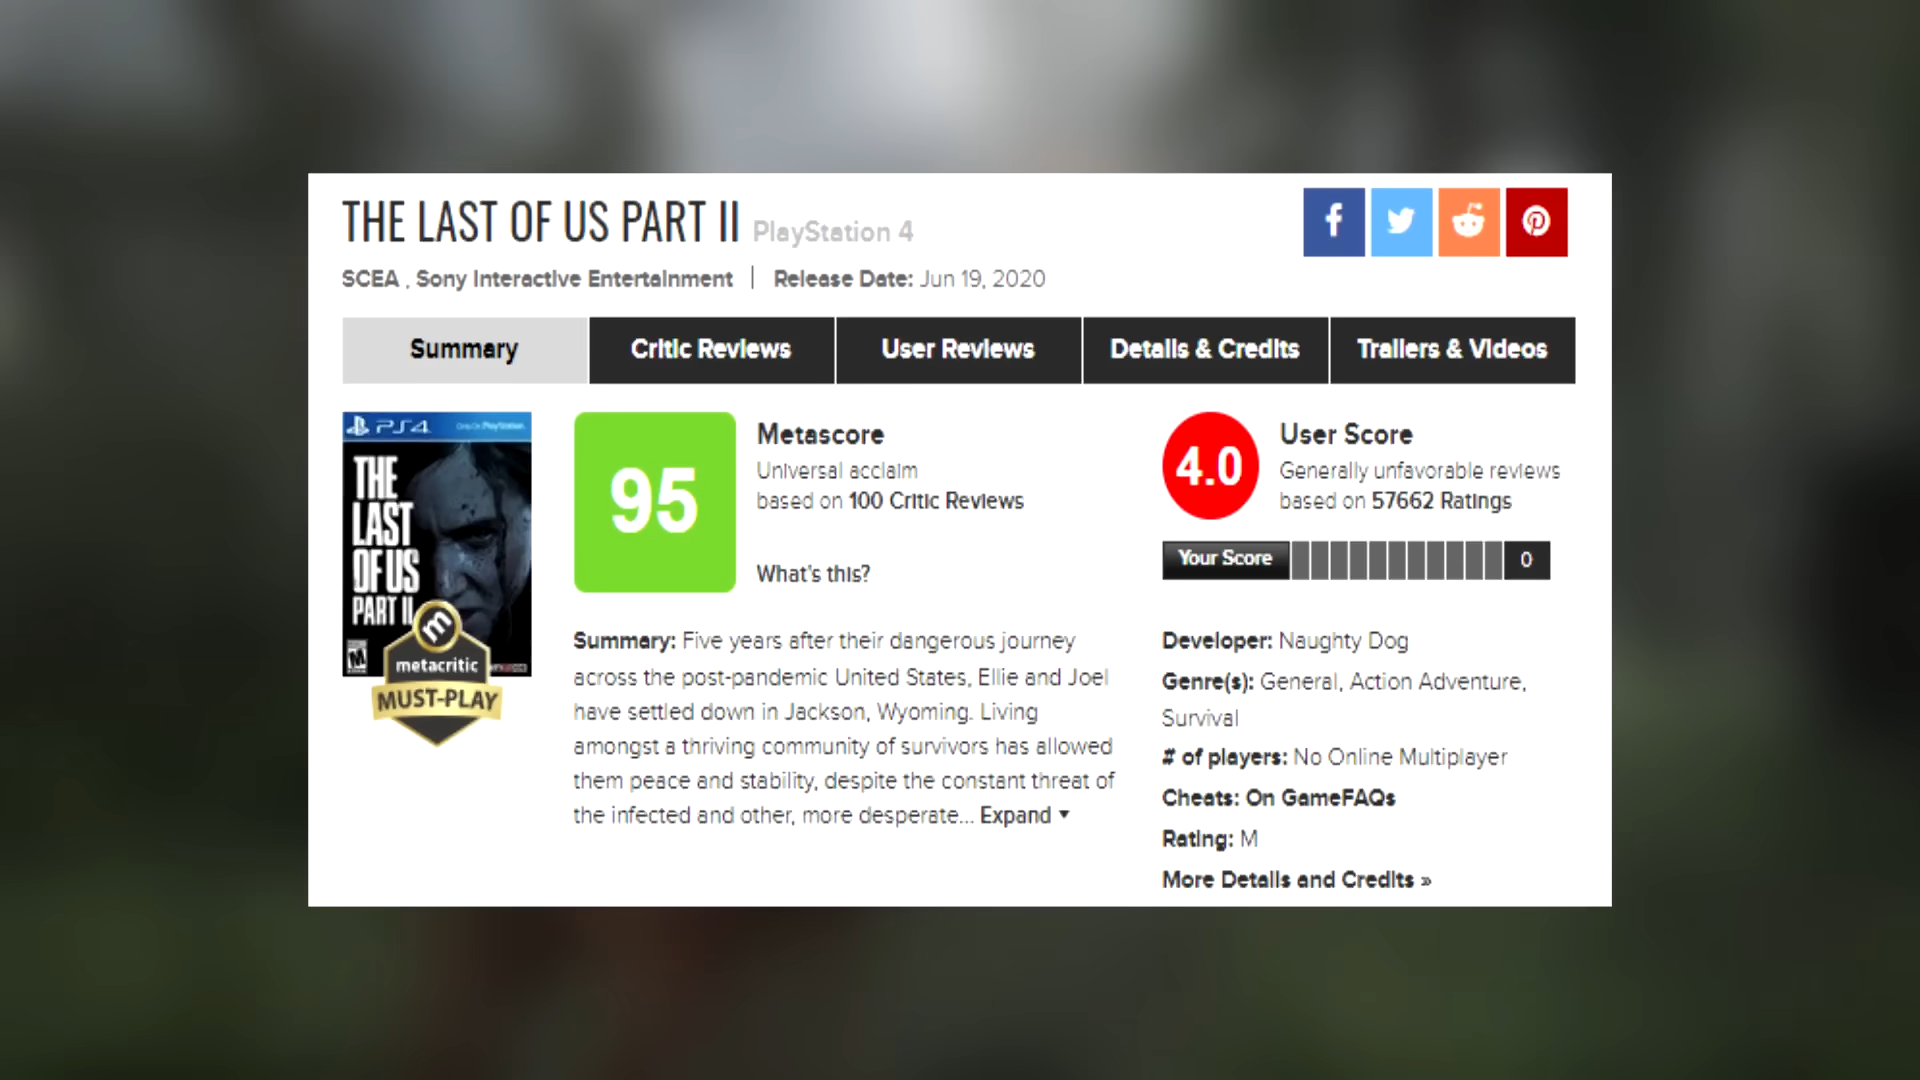 THE LAST OF US PART II PlayStation 4
SCEA , Sony Interactive Entertainment | Release Date: Jun 19, 2020
Summary
Critic Reviews
User Reviews
Details & Credits
Trailers & Videos
PS4
Only On PlayStation
THE
LAST
OF US
PART II
M
metacritic
MUST-PLAY
95
Metascore
Universal acclaim
based on 100 Critic Reviews
What's this?
4.0
User Score
Generally unfavorable reviews
based on 57662 Ratings
Your Score
0
Summary: Five years after their dangerous journey
across the post-pandemic United States, Ellie and Joel
have settled down in Jackson, Wyoming. Living
amongst a thriving community of survivors has allowed
them peace and stability, despite the constant threat of
the infected and other, more desperate... Expand ▼
Developer: Naughty Dog
Genre(s): General, Action Adventure,
Survival
# of players: No Online Multiplayer
Cheats: On GameFAQs
Rating: M
More Details and Credits »